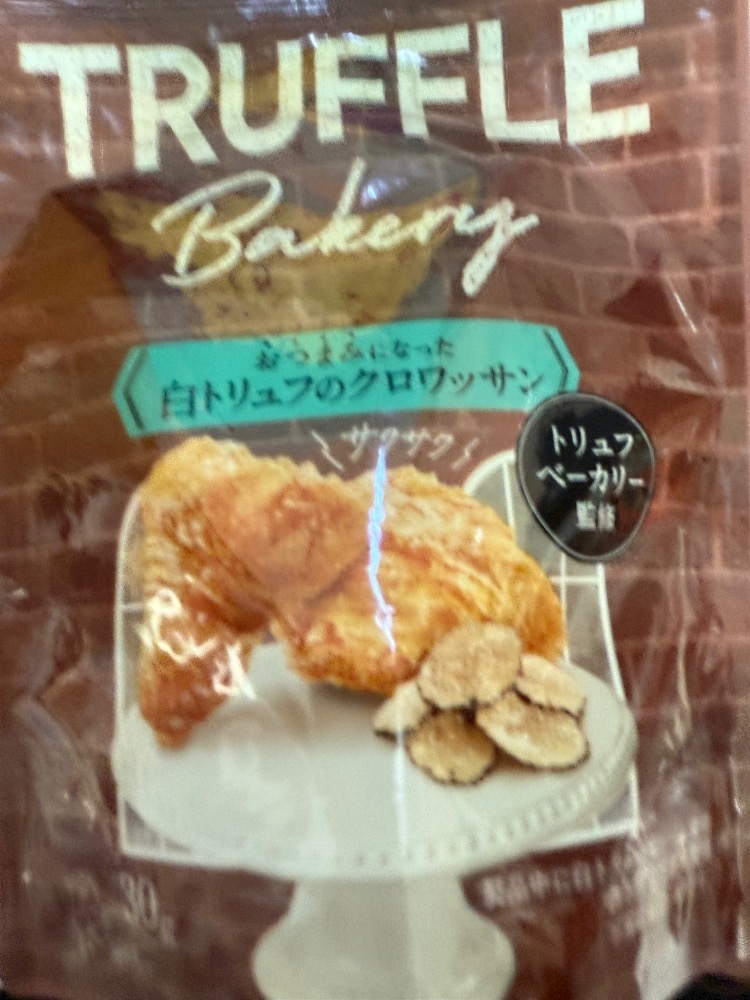 TRUFFLE
Bakery
おつまみになった
白トリュフのクロワッサン
サクサク
トリュフ
ベーカリー
監修
30g